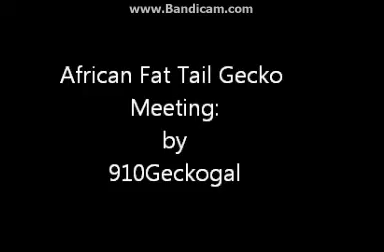 www.Bandicam.com
African Fat Tail Gecko
Meeting:
by
910Geckogal